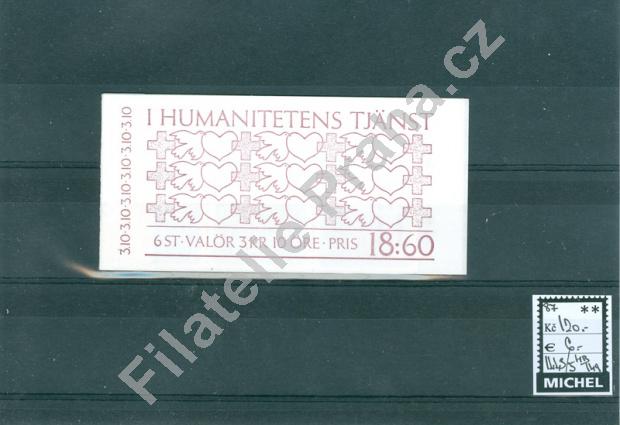 I HUMANITETENS TJÄNST
3.10·3.10·3.10·3.10·3.10·3.10
6 ST · VALÖR 3 KR 10 ÖRE · PRIS 18:60
Filatelie Praha.cz
87 **
Kč 120.-
€ 6.-
MICHEL